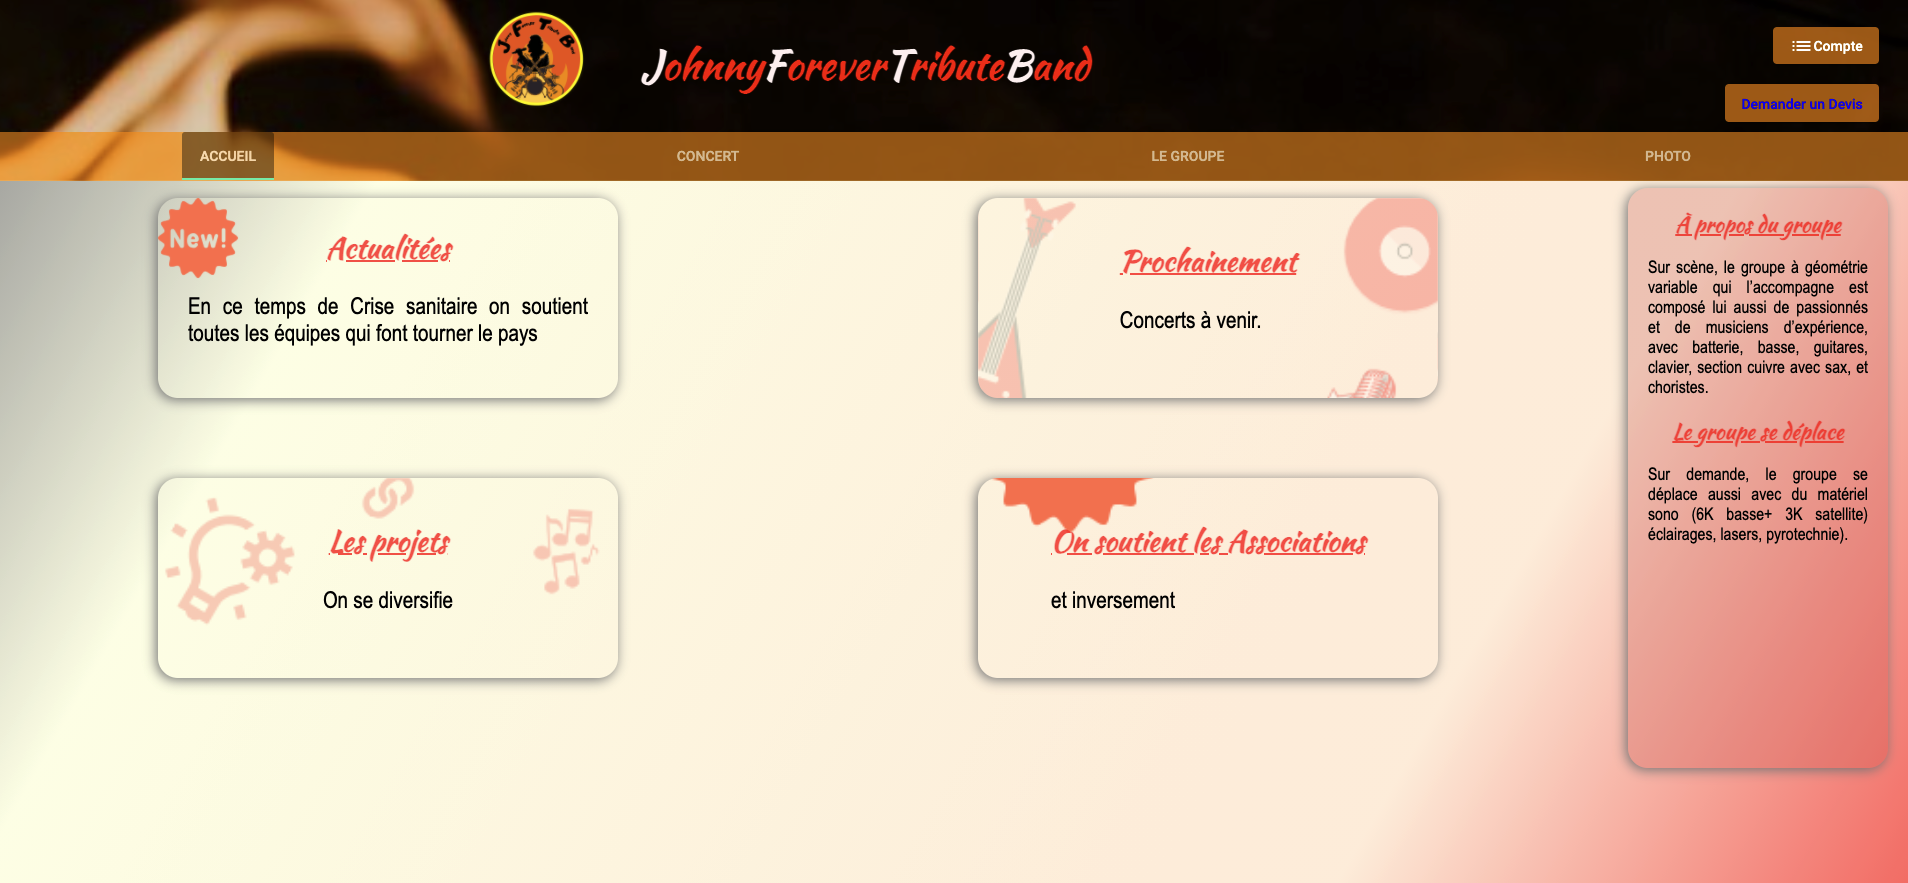 J F T B
JohnnyForeverTributeBand
Compte
Demander un Devis
ACCUEIL
CONCERT
LE GROUPE
PHOTO
New!
Actualitées
En ce temps de Crise sanitaire on soutient
toutes les équipes qui font tourner le pays
Prochainement
Concerts à venir.
Les projets
On se diversifie
On soutient les Associations
et inversement
À propos du groupe
Sur scène, le groupe à géométrie
variable qui l'accompagne est
composé lui aussi de passionnés
et de musiciens d'expérience,
avec batterie, basse, guitares,
clavier, section cuivre avec sax, et
choristes.
Le groupe se déplace
Sur demande, le groupe se
déplace aussi avec du matériel
sono (6K basse+ 3K satellite)
éclairages, lasers, pyrotechnie).